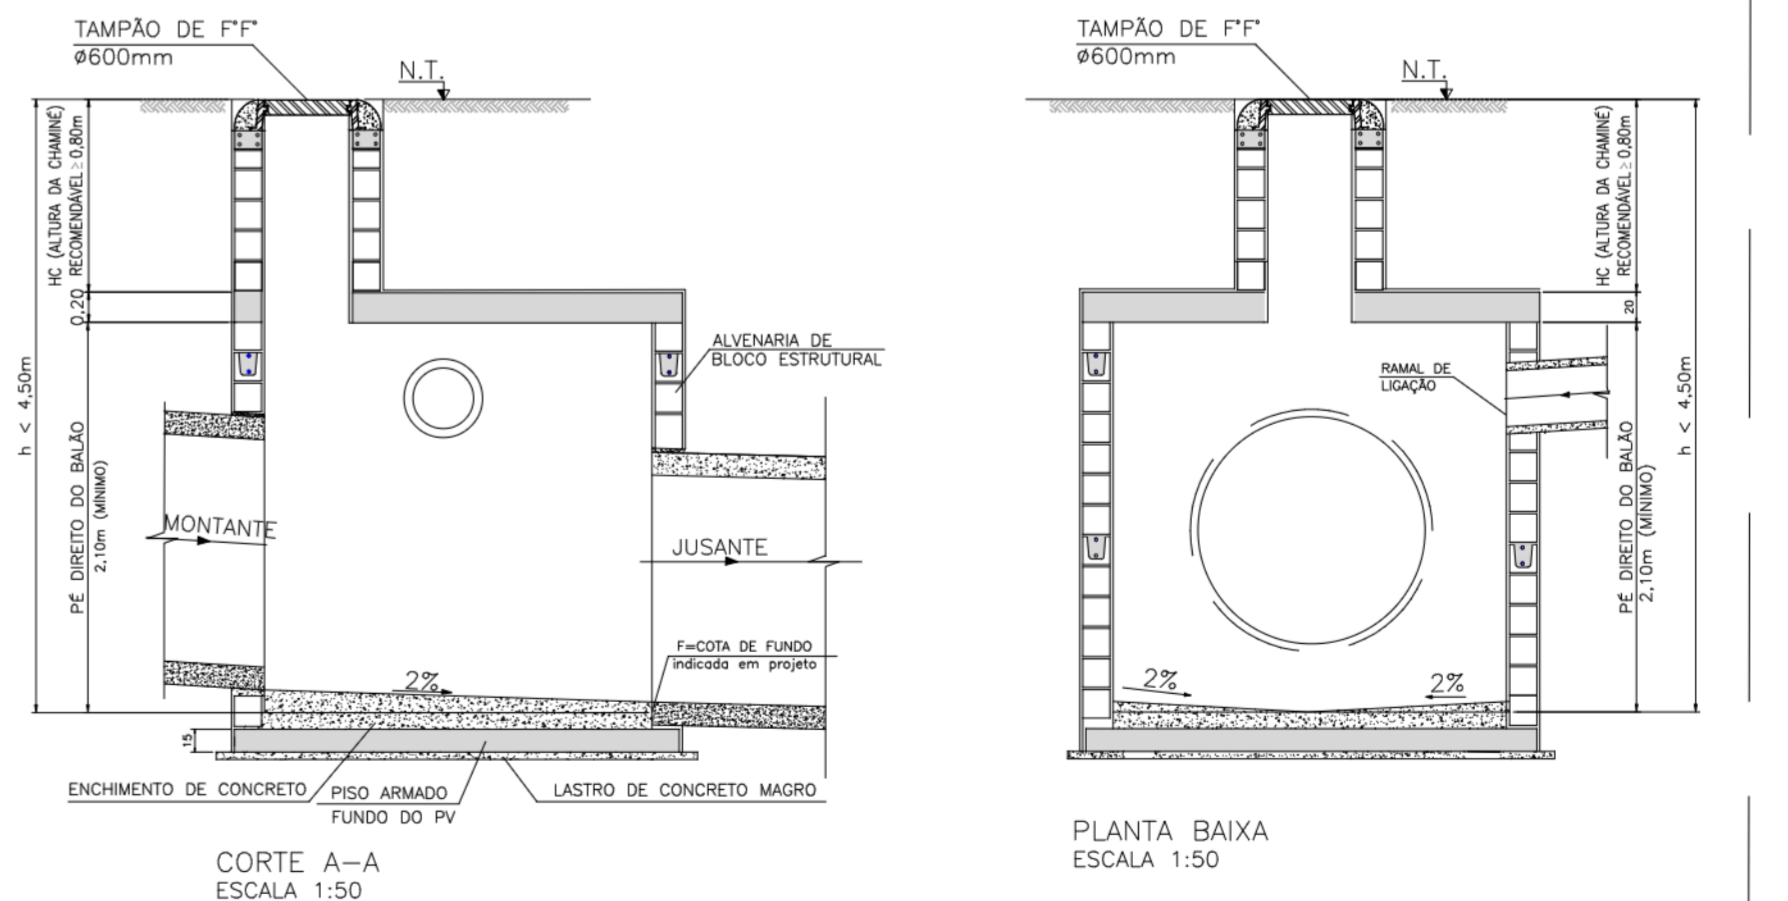 TAMPÃO DE F°F°
ø600mm
N.T.
HC (ALTURA DA CHAMINÉ)
RECOMENDÁVEL ≥ 0,80m
0,20
h < 4,50m
PÉ DIREITO DO BALÃO
2,10m (MÍNIMO)
ALVENARIA DE
BLOCO ESTRUTURAL
MONTANTE
JUSANTE
F=COTA DE FUNDO
indicada em projeto
2%
15
ENCHIMENTO DE CONCRETO
PISO ARMADO
FUNDO DO PV
LASTRO DE CONCRETO MAGRO
CORTE A-A
ESCALA 1:50
TAMPÃO DE F°F°
ø600mm
N.T.
HC (ALTURA DA CHAMINÉ)
RECOMENDÁVEL ≥ 0,80m
20
RAMAL DE
LIGAÇÃO
h < 4,50m
PÉ DIREITO DO BALÃO
2,10m (MÍNIMO)
2%
2%
PLANTA BAIXA
ESCALA 1:50